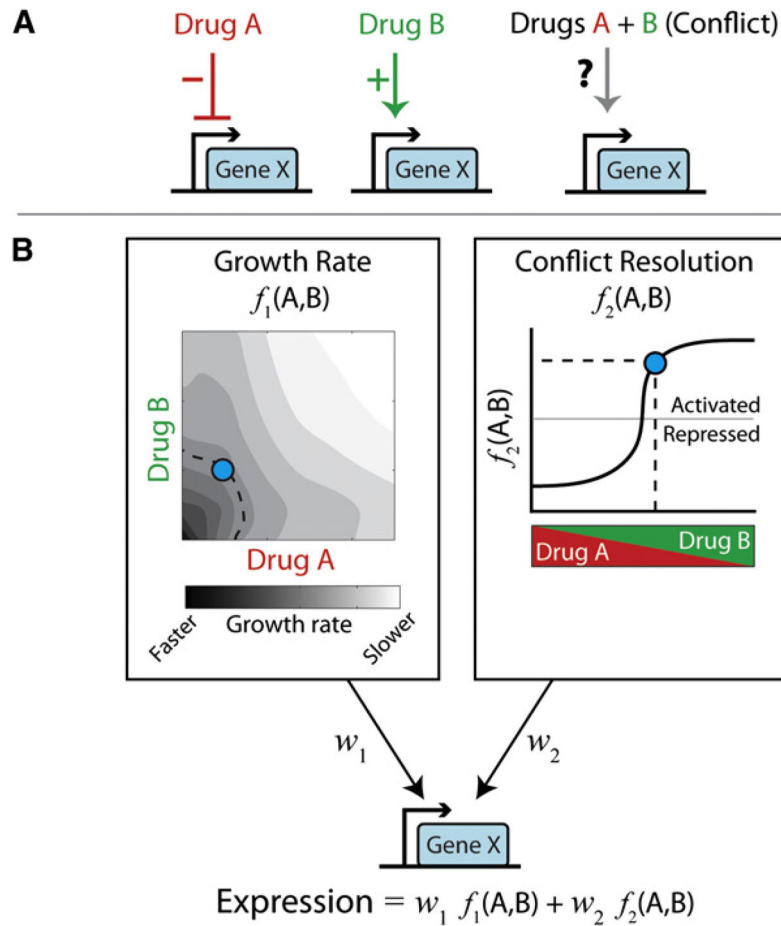 A
Drug A
Drug B
Drugs A + B (Conflict)
−
+
?
Gene X
Gene X
Gene X
B
Growth Rate
f1(A,B)
Drug B
Drug A
Faster
Growth rate
Slower
Conflict Resolution
f2(A,B)
f2(A,B)
Activated
Repressed
Drug A
Drug B
w1
w2
Gene X
Expression = w1 f1(A,B) + w2 f2(A,B)